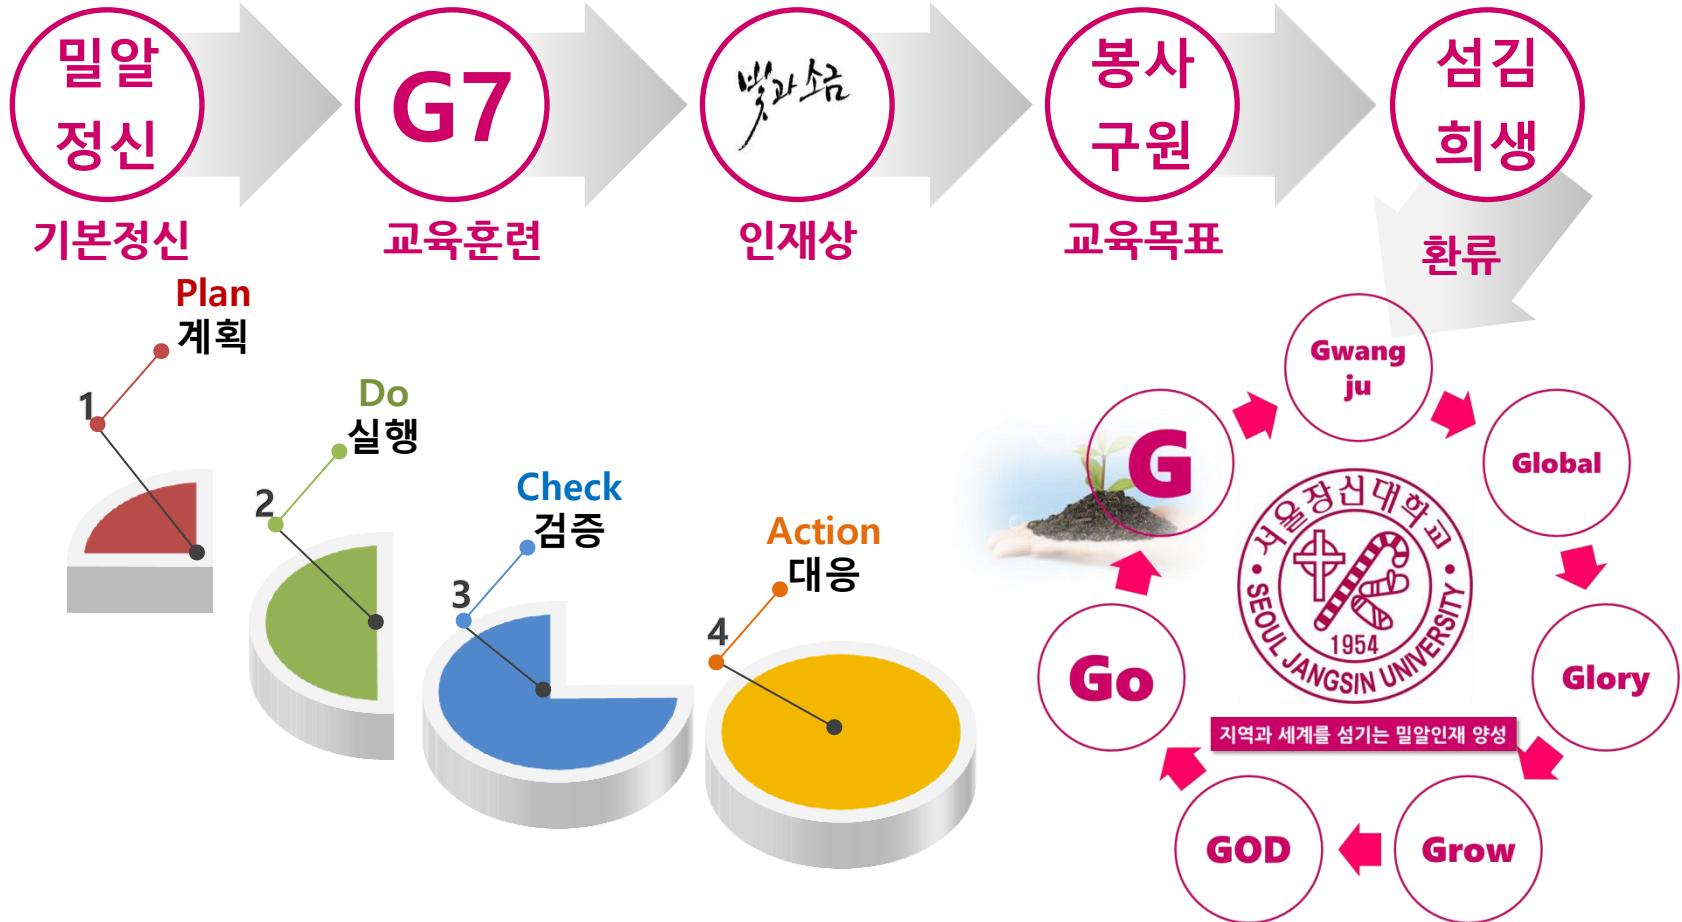 밀알
정신
G7
빛과 소금
봉사
구원
섬김
희생
기본정신
교육훈련
인재상
교육목표
환류
Plan
계획
1
Do
실행
2
Check
검증
3
Action
대응
4
Gwang
ju
Global
Glory
Grow
GOD
Go
G
서울장신대학교
1954
SEOUL JANGSIN UNIVERSITY
지역과 세계를 섬기는 밀알인재 양성